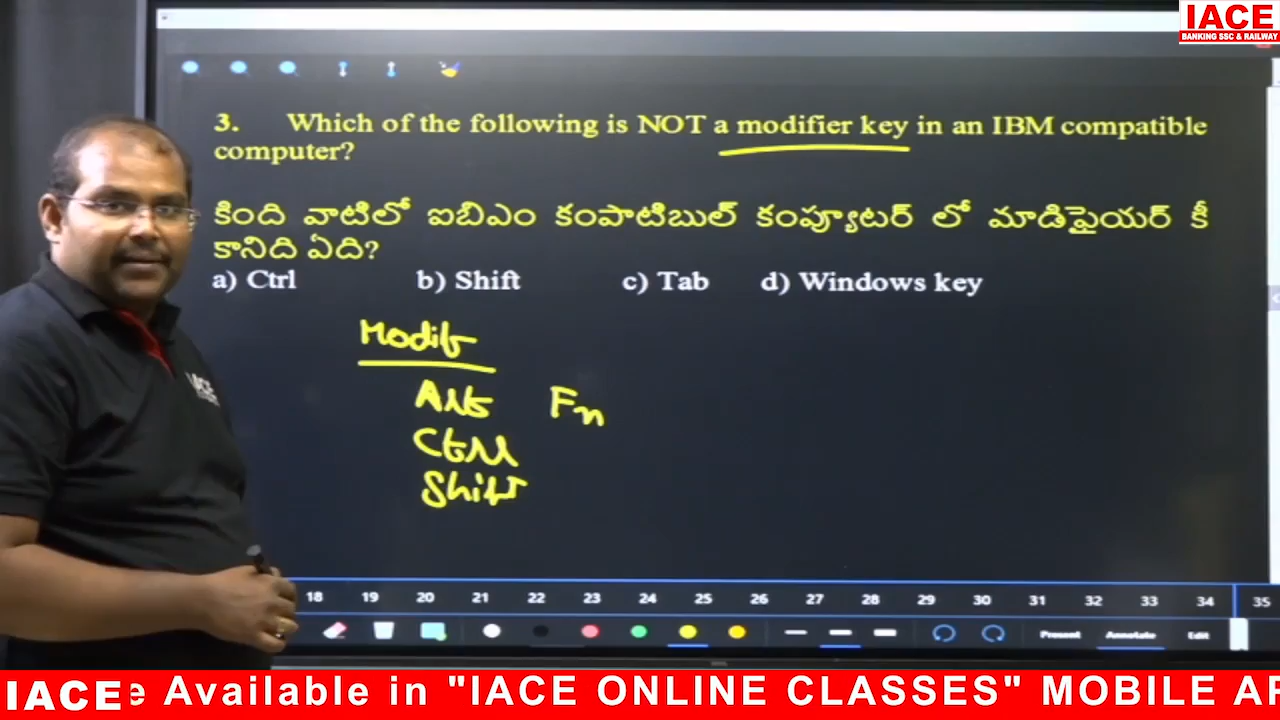 IACE
BANKING SSC & RAILWAY
3. Which of the following is NOT a modifier key in an IBM compatible
computer?
కింది వాటిలో ఐబిఎం కంపాటిబుల్ కంప్యూటర్ లో మాడిఫైయర్ కీ
కానిది ఏది?
a) Ctrl b) Shift c) Tab d) Windows key
Fn
Ctrl
Shift
IACE
18 19 20 21 22 23 24 25 26 27 28 29 30 31 32 33 34 35
Present Annotate Edit
IACE e Available in "IACE ONLINE CLASSES" MOBILE AP